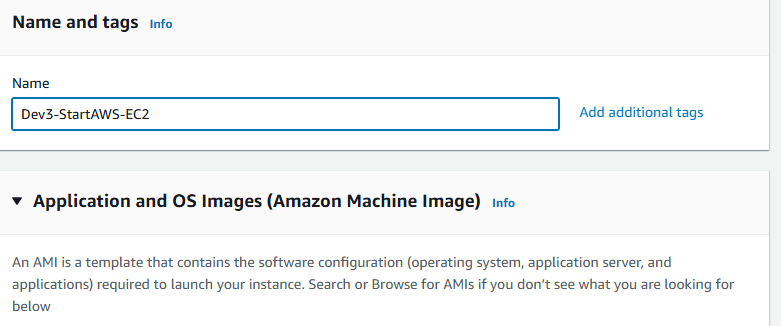 Name and tags Info
Name
Dev3-StartAWS-EC2
Add additional tags
Application and OS Images (Amazon Machine Image) Info
An AMI is a template that contains the software configuration (operating system, application server, and
applications) required to launch your instance. Search or Browse for AMIs if you don’t see what you are looking for
below